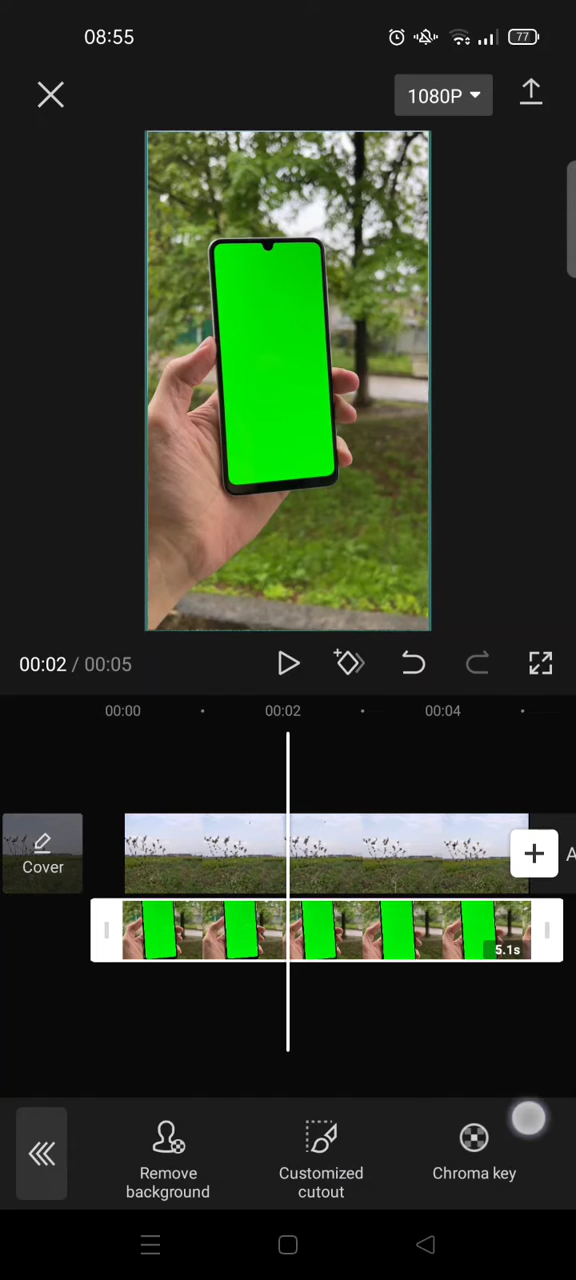 08:55
77
1080P
00:02 / 00:05
00:00
00:02
00:04
Cover
A
5.1s
Remove
background
Customized
cutout
Chroma key